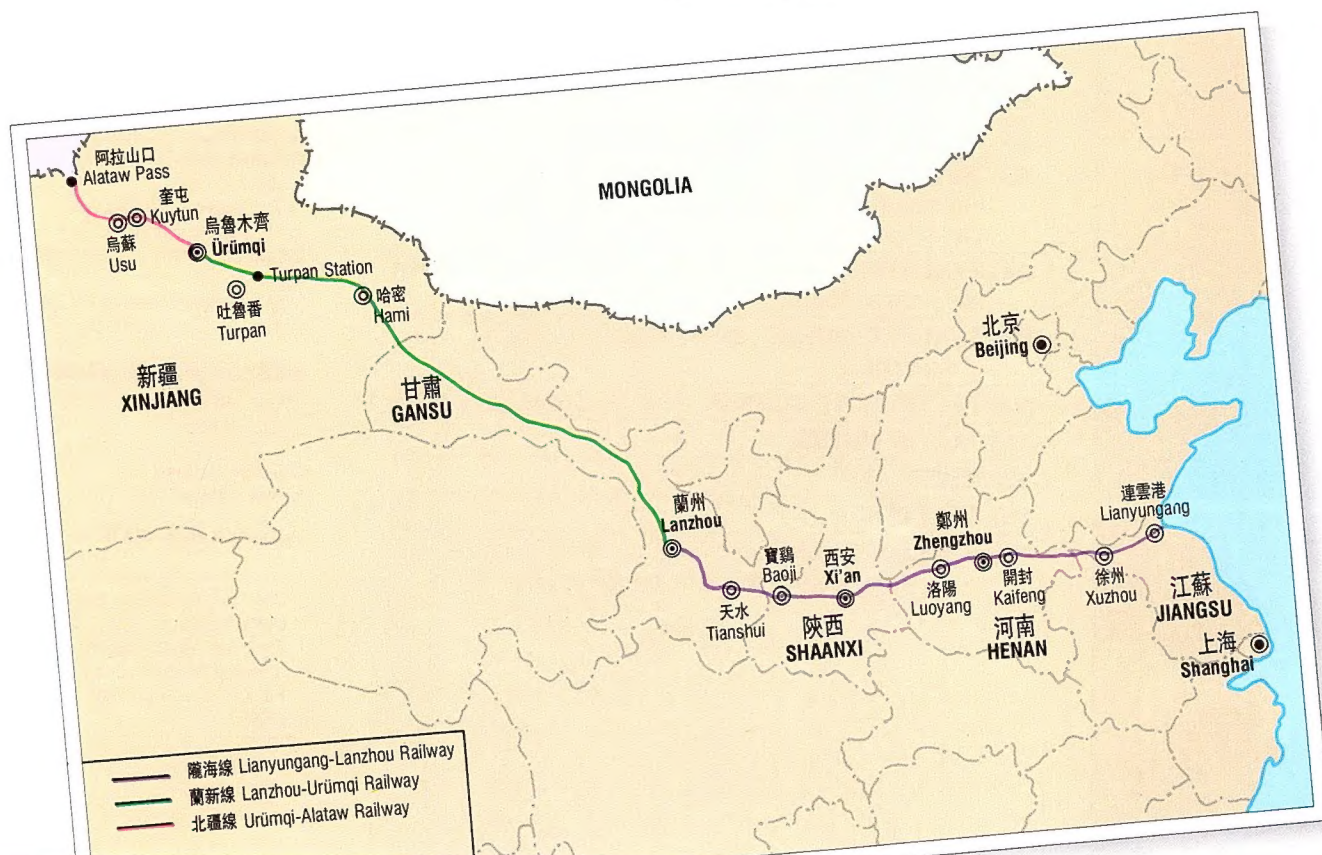 阿拉山口
Alataw Pass
奎屯
Kuytun
烏蘇
Usu
烏魯木齊
Ürümqi
Turpan Station
吐魯番
Turpan
哈密
Hami
新疆
XINJIANG
甘肅
GANSU
MONGOLIA
北京
Beijing
蘭州
Lanzhou
天水
Tianshui
寶鷄
Baoji
西安
Xi'an
陝西
SHAANXI
鄭州
Zhengzhou
洛陽
Luoyang
開封
Kaifeng
河南
HENAN
徐州
Xuzhou
連雲港
Lianyungang
江蘇
JIANGSU
上海
Shanghai
隴海線 Lianyungang-Lanzhou Railway
蘭新線 Lanzhou-Urümqi Railway
北疆線 Urümqi-Alataw Railway